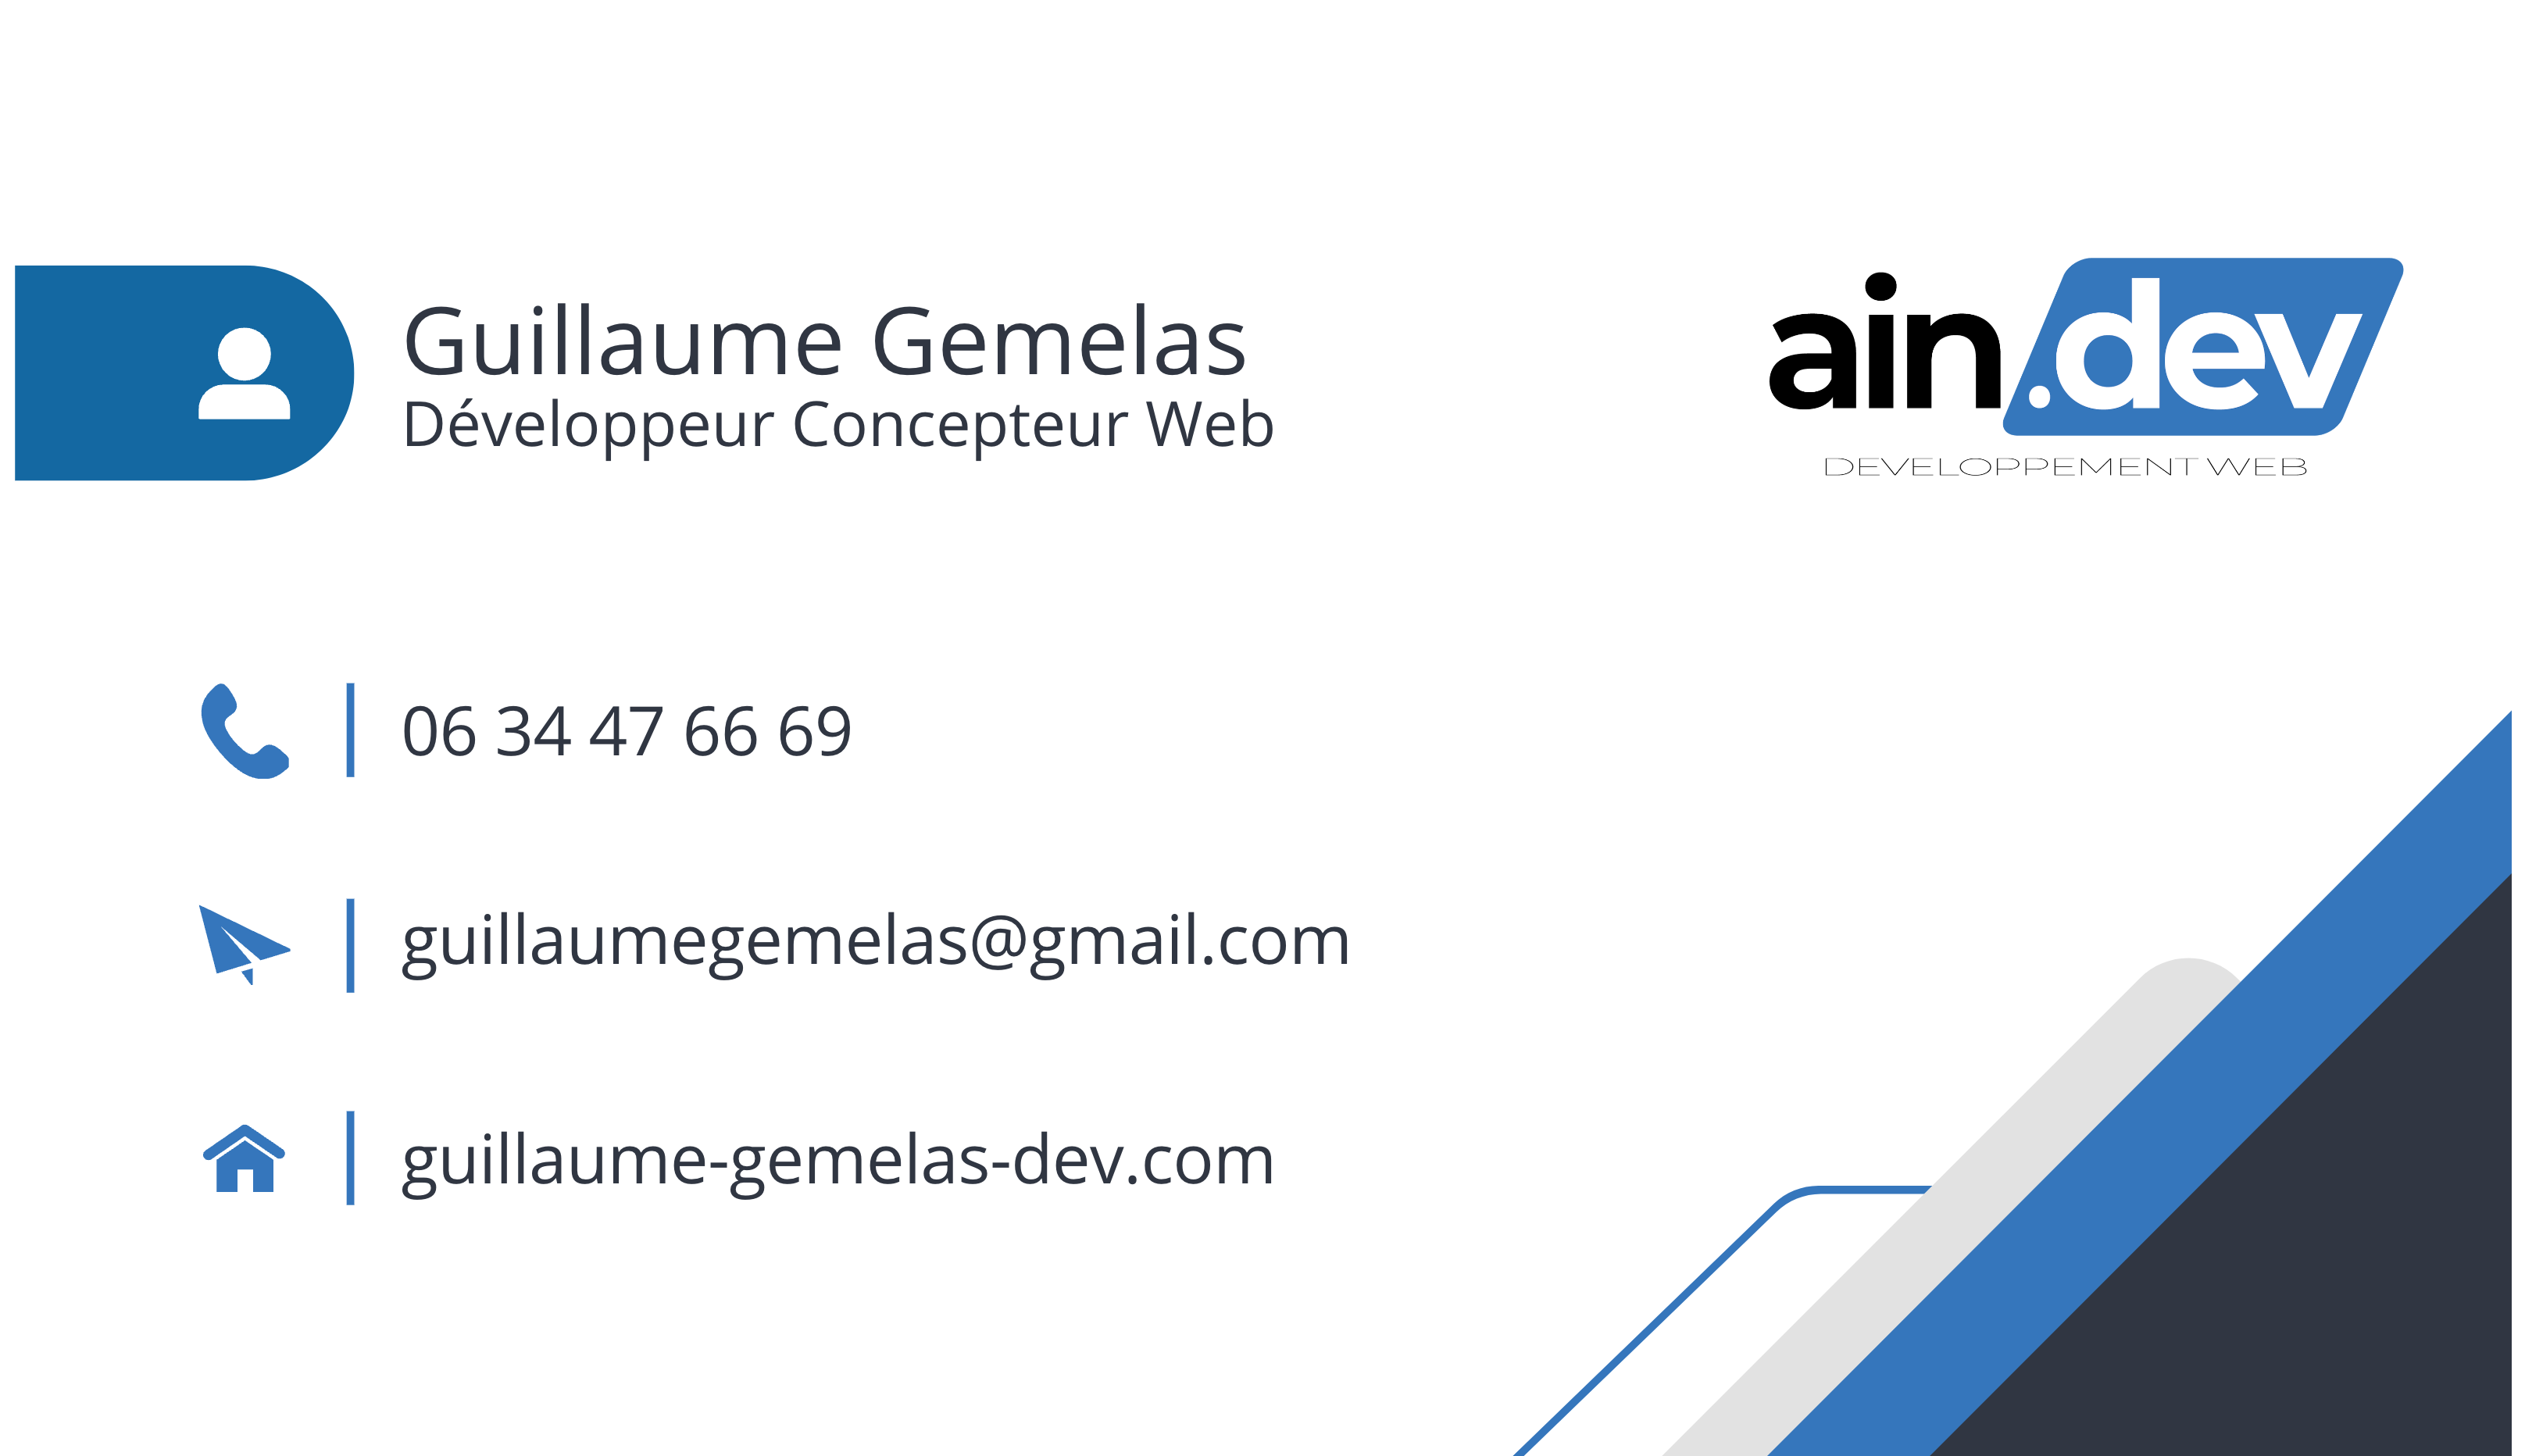 Guillaume Gemelas
Développeur Concepteur Web
ain.dev
DEVELOPPEMENT WEB
06 34 47 66 69
guillaumegemelas@gmail.com
guillaume-gemelas-dev.com